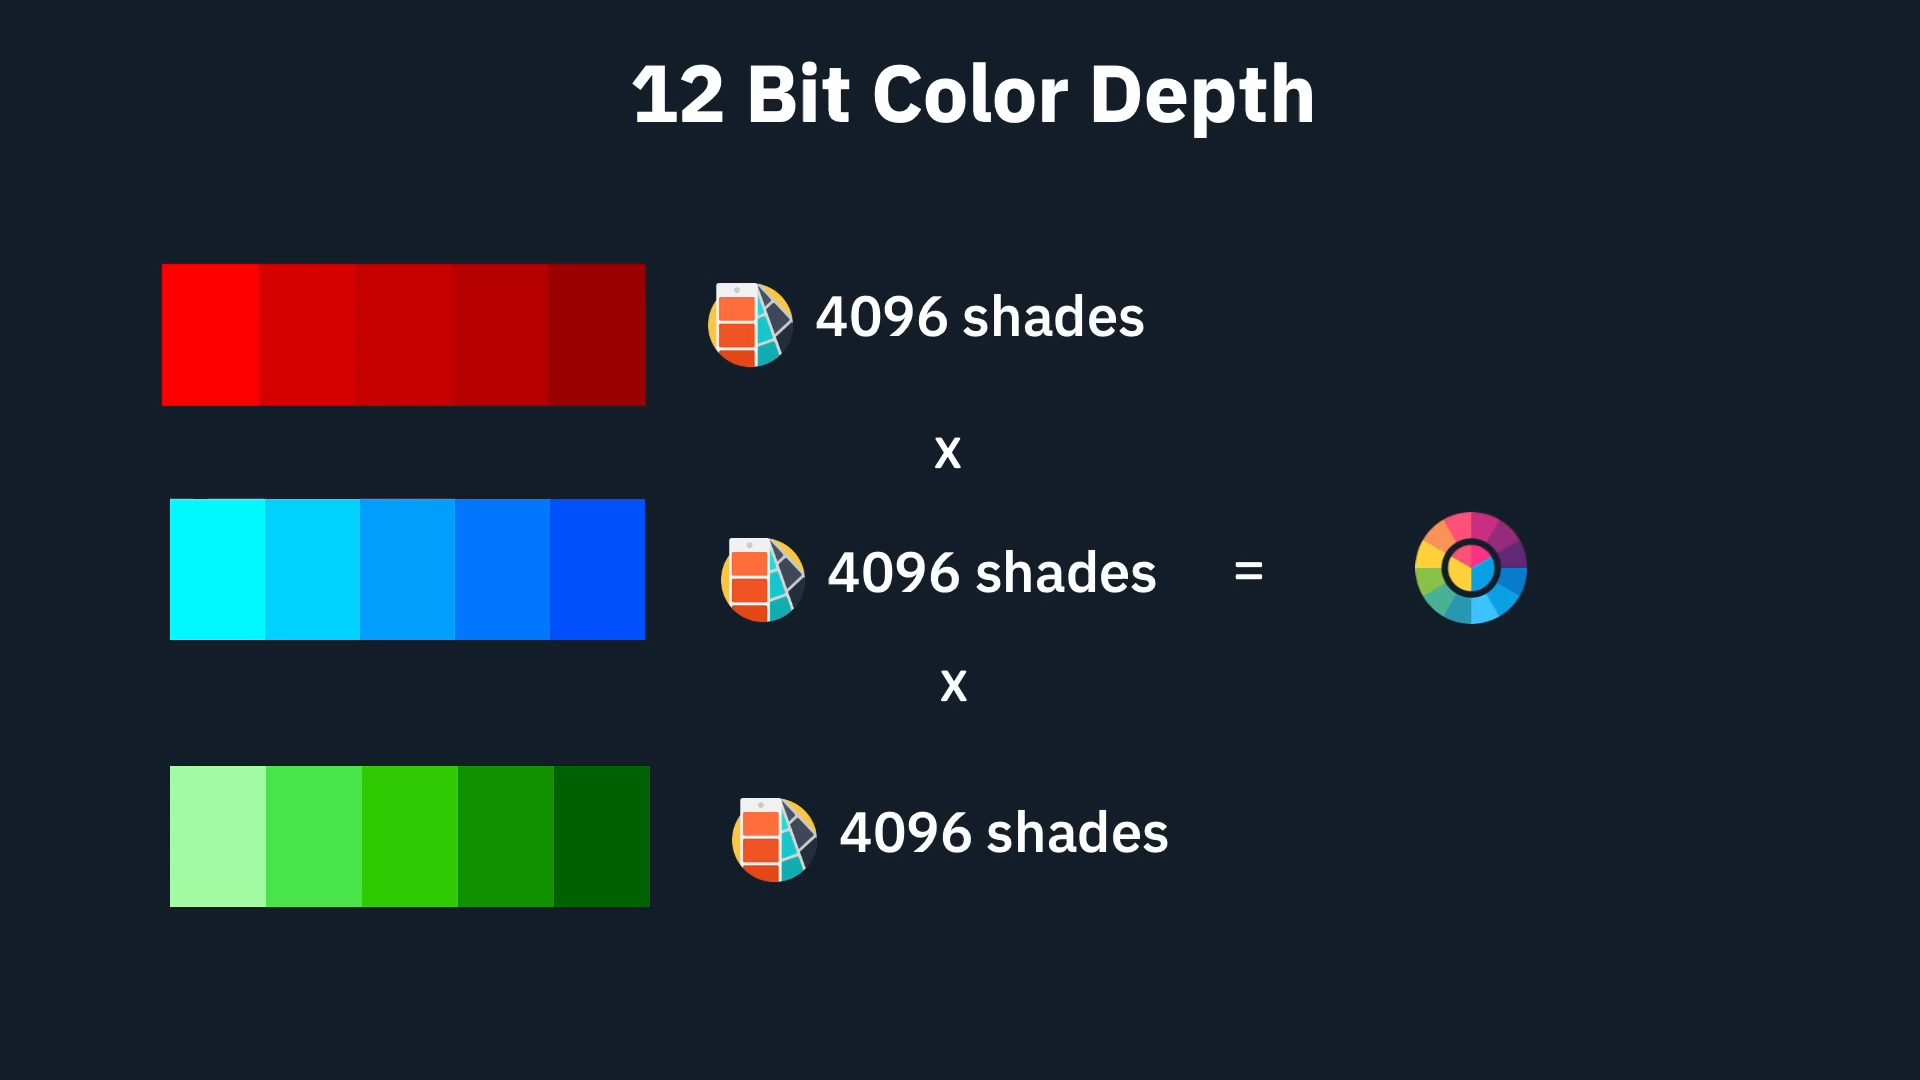 12 Bit Color Depth
4096 shades
x
4096 shades =
x
4096 shades